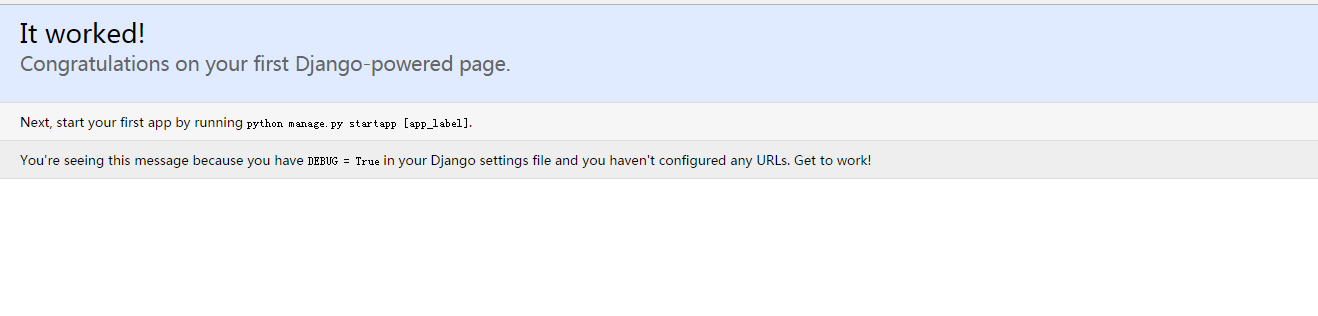 It worked!
Congratulations on your first Django-powered page.
Next, start your first app by running python manage.py startapp [app_label].
You're seeing this message because you have DEBUG = True in your Django settings file and you haven't configured any URLs. Get to work!